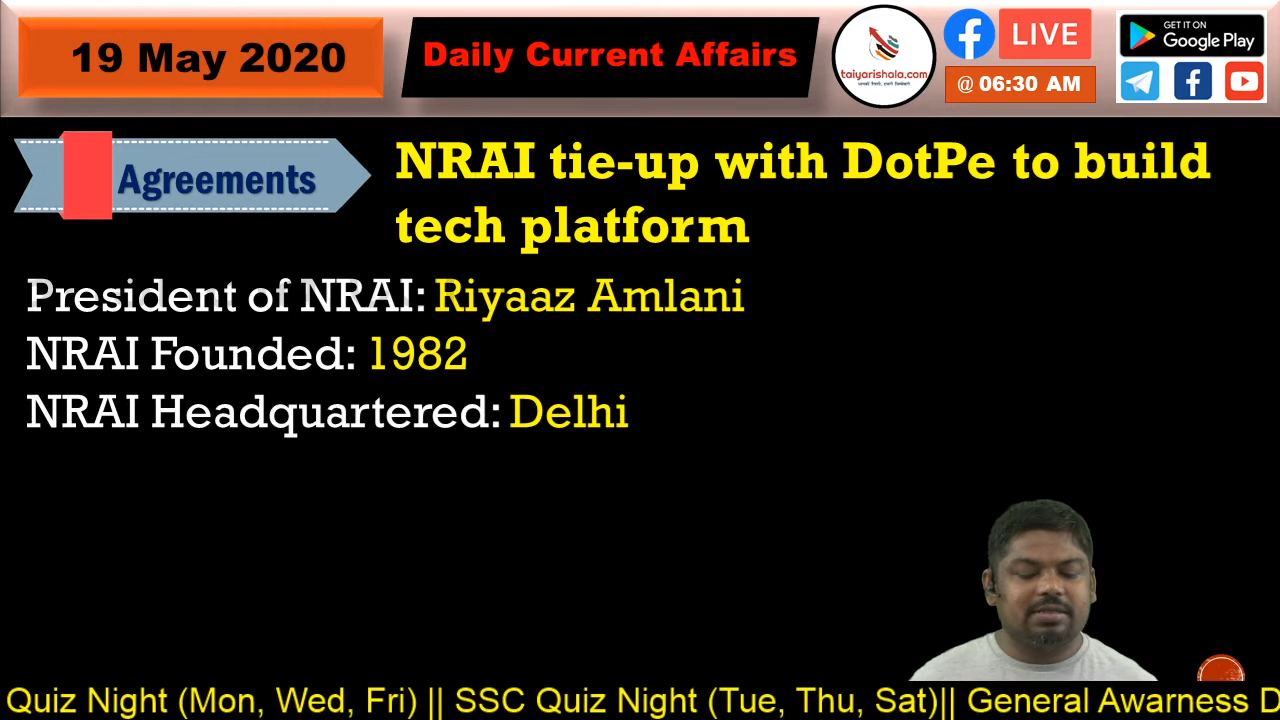 19 May 2020
Daily Current Affairs
taiyarishala.com
LIVE
@ 06:30 AM
GET IT ON
Google Play
Agreements
NRAI tie-up with DotPe to build
tech platform
President of NRAI: Riyaaz Amlani
NRAI Founded: 1982
NRAI Headquartered: Delhi
Quiz Night (Mon, Wed, Fri) || SSC Quiz Night (Tue, Thu, Sat)|| General Awarness D